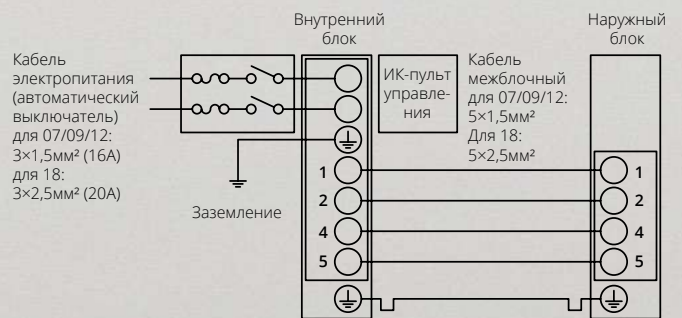 Внутренний
блок
Наружный
блок
Кабель
электропитания
(автоматический
выключатель)
для 07/09/12:
3×1,5мм² (16А)
для 18:
3×2,5мм² (20А)
ИК-пульт
управле-
ния
Кабель
межблочный
для 07/09/12:
5×1,5мм²
Для 18:
5×2,5мм²
Заземление
1
2
4
5
1
2
4
5